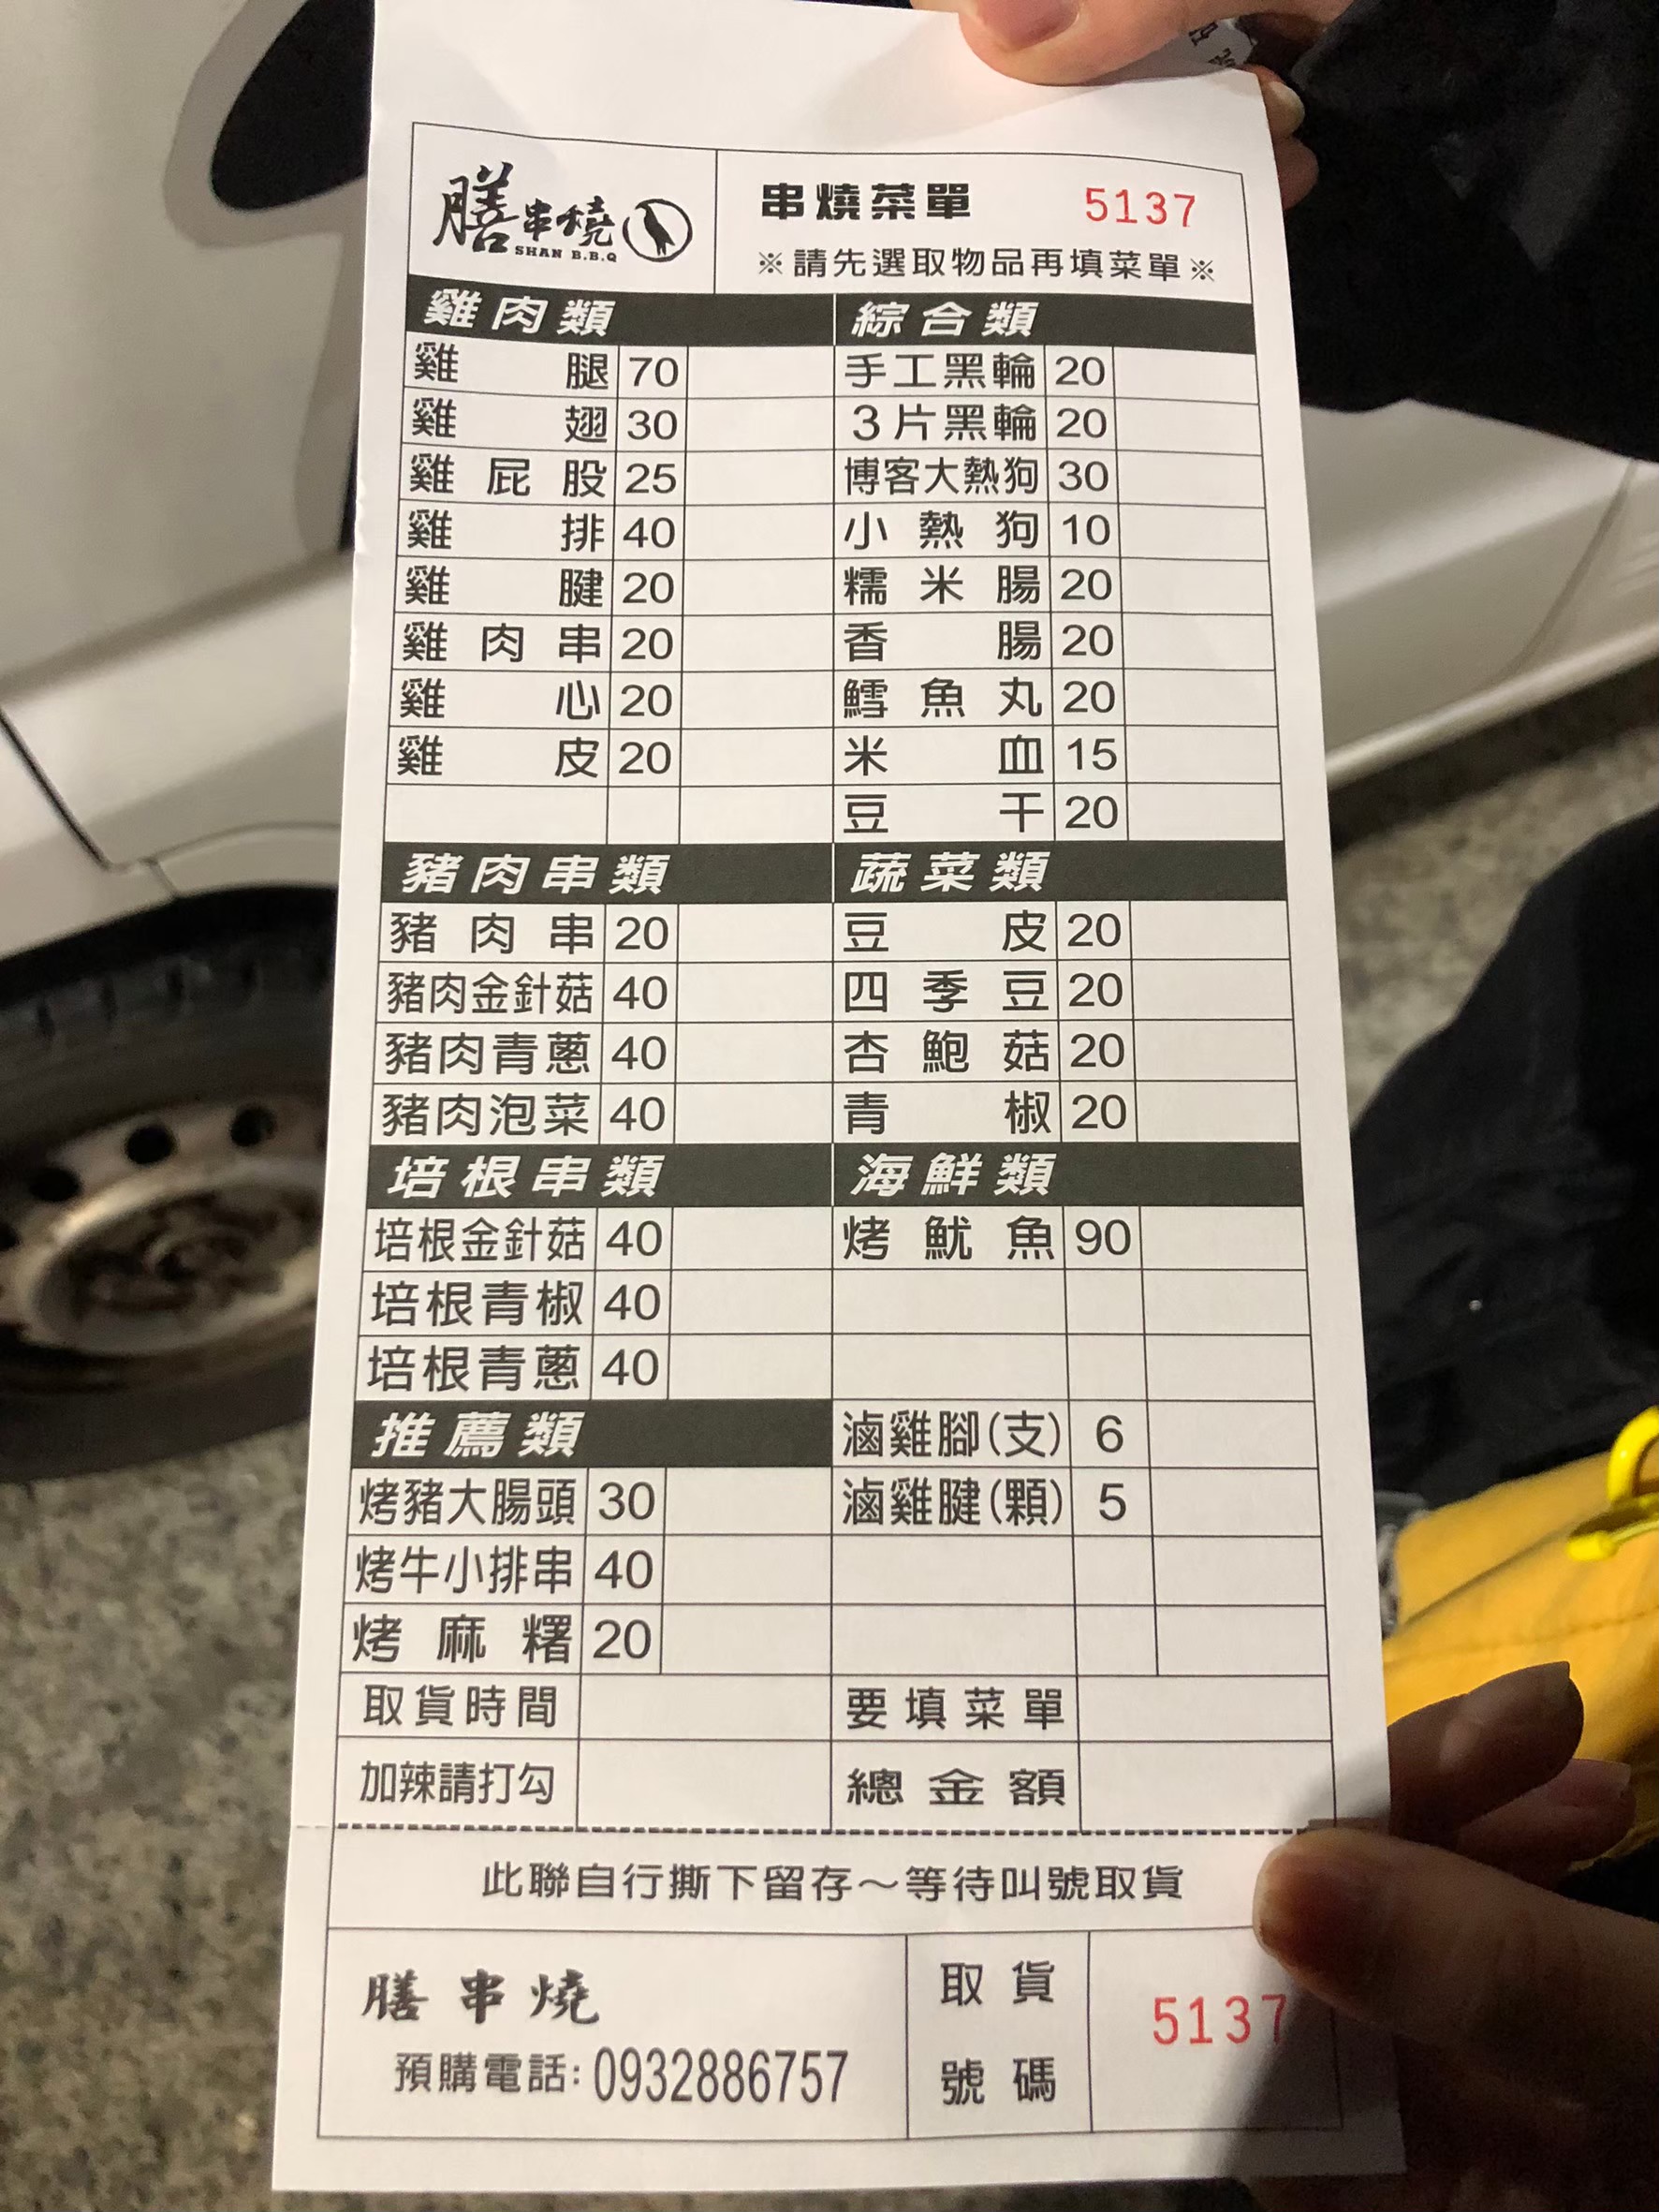 膳串燒
SHAN B.B.Q
串燒菜單 5137
※請先選取物品再填菜單※
雞肉類
雞腿 70
雞翅 30
雞屁股 25
雞排 40
雞腱 20
雞肉串 20
雞心 20
雞皮 20
綜合類
手工黑輪 20
3片黑輪 20
博客大熱狗 30
小熱狗 10
糯米腸 20
香腸 20
鱈魚丸 20
米血 15
豆干 20
豬肉串類
豬肉串 20
豬肉金針菇 40
豬肉青蔥 40
豬肉泡菜 40
蔬菜類
豆皮 20
四季豆 20
杏鮑菇 20
青椒 20
培根串類
培根金針菇 40
培根青椒 40
培根青蔥 40
海鮮類
烤魷魚 90
推薦類
烤豬大腸頭 30
烤牛小排串 40
烤麻糬 20
滷雞腳(支) 6
滷雞腱(顆) 5
取貨時間
要填菜單
加辣請打勾
總金額
此聯自行撕下留存～等待叫號取貨
膳串燒
預購電話:0932886757
取貨
號碼
5137